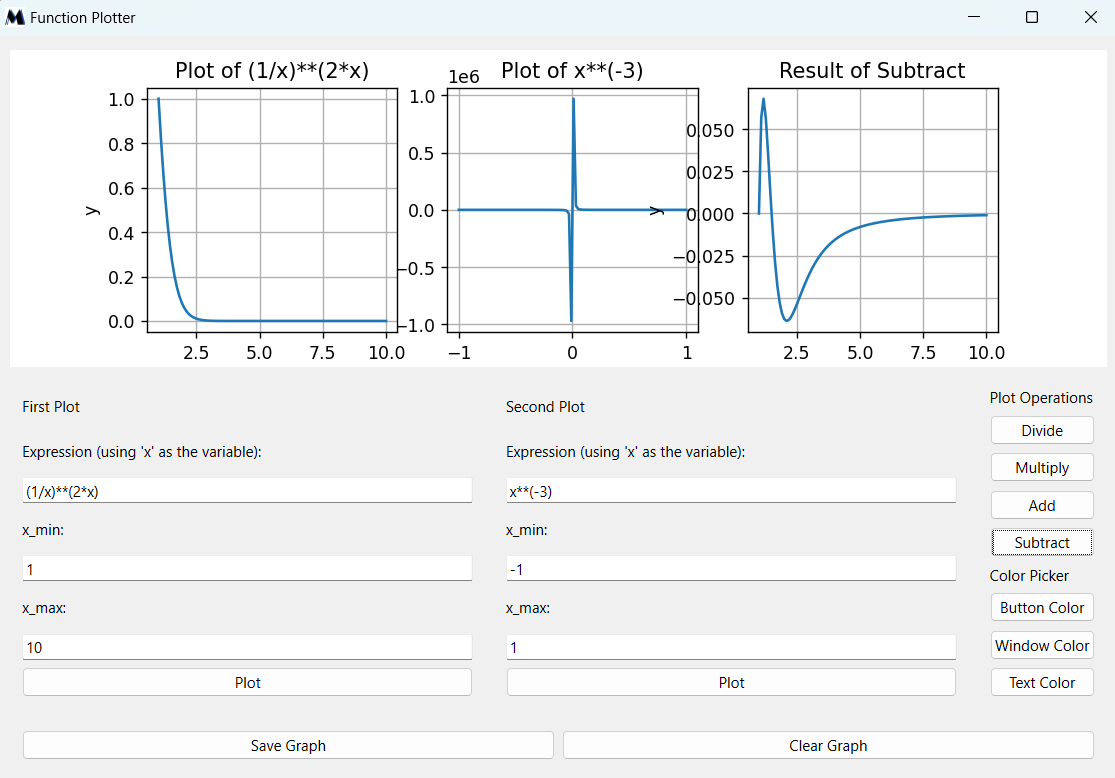 Function Plotter
Plot of (1/x)**(2*x)
1.0
0.8
0.6
0.4
0.2
0.0
y
2.5 5.0 7.5 10.0
1e6 Plot of x**(-3)
1.0
0.5
0.0
−0.5
−1.0
−1 0 1
Result of Subtract
y
0.050
0.025
0.000
−0.025
−0.050
2.5 5.0 7.5 10.0
First Plot
Expression (using 'x' as the variable):
(1/x)**(2*x)
x_min:
1
x_max:
10
Plot
Second Plot
Expression (using 'x' as the variable):
x**(-3)
x_min:
-1
x_max:
1
Plot
Plot Operations
Divide
Multiply
Add
Subtract
Color Picker
Button Color
Window Color
Text Color
Save Graph
Clear Graph